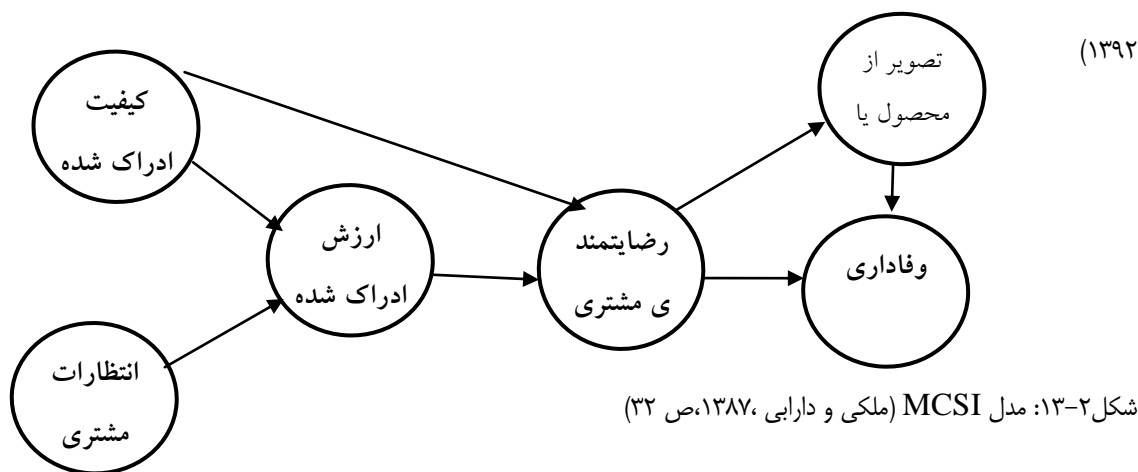 ۱۳۹۲)
کیفیت
ادراک شده
انتظارات
مشتری
ارزش
ادراک شده
رضایتمند
ی مشتری
تصویر از
محصول یا
وفاداری
شکل۲-۱۳: مدل MCSI (ملکی و دارابی ،۱۳۸۷،ص ۳۲)